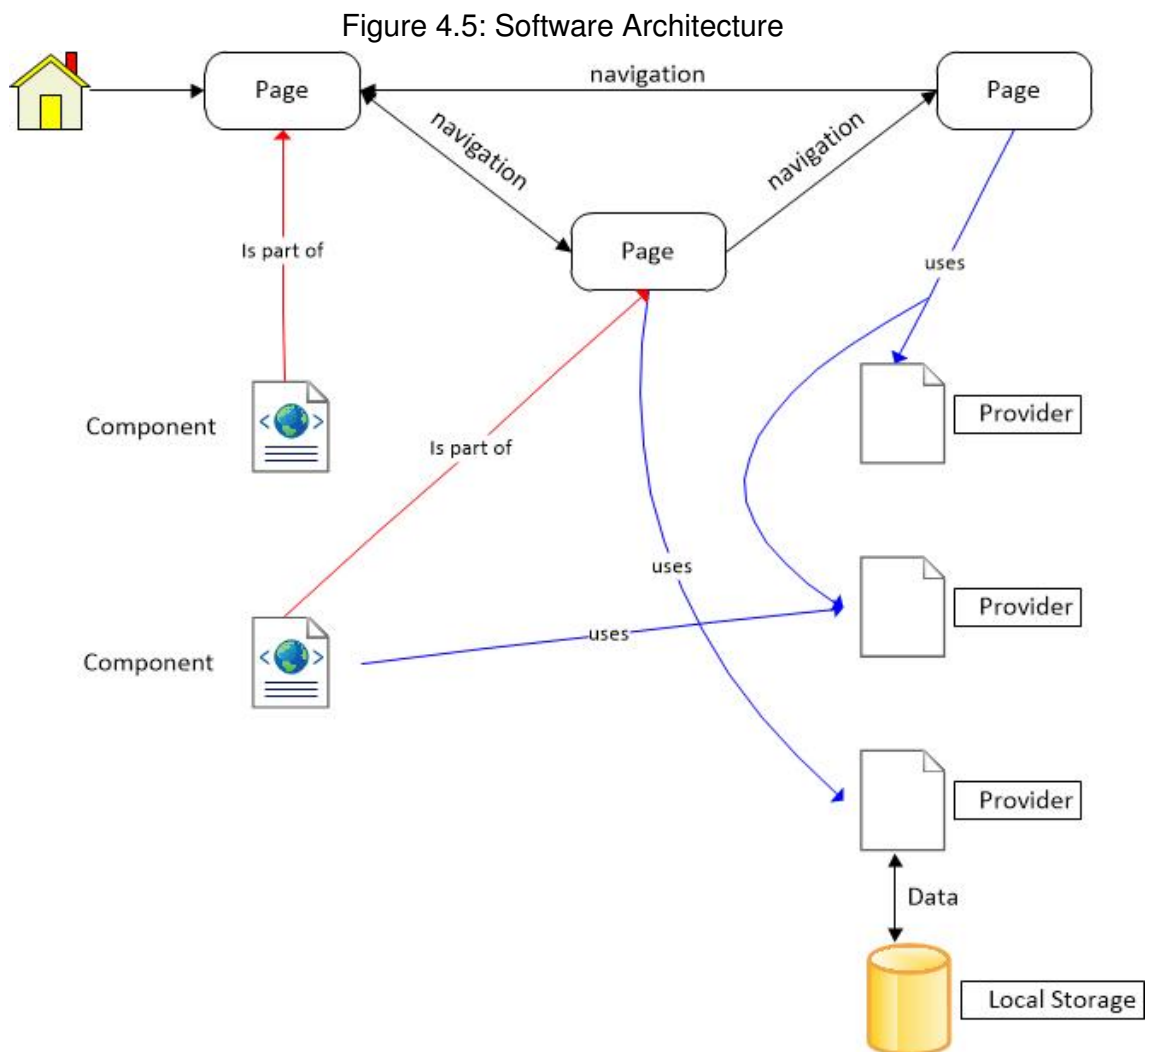 Figure 4.5: Software Architecture
navigation
Page
Page
navigation
navigation
Page
Is part of
uses
Provider
Component
Is part of
uses
Provider
uses
Component
Provider
Data
Local Storage